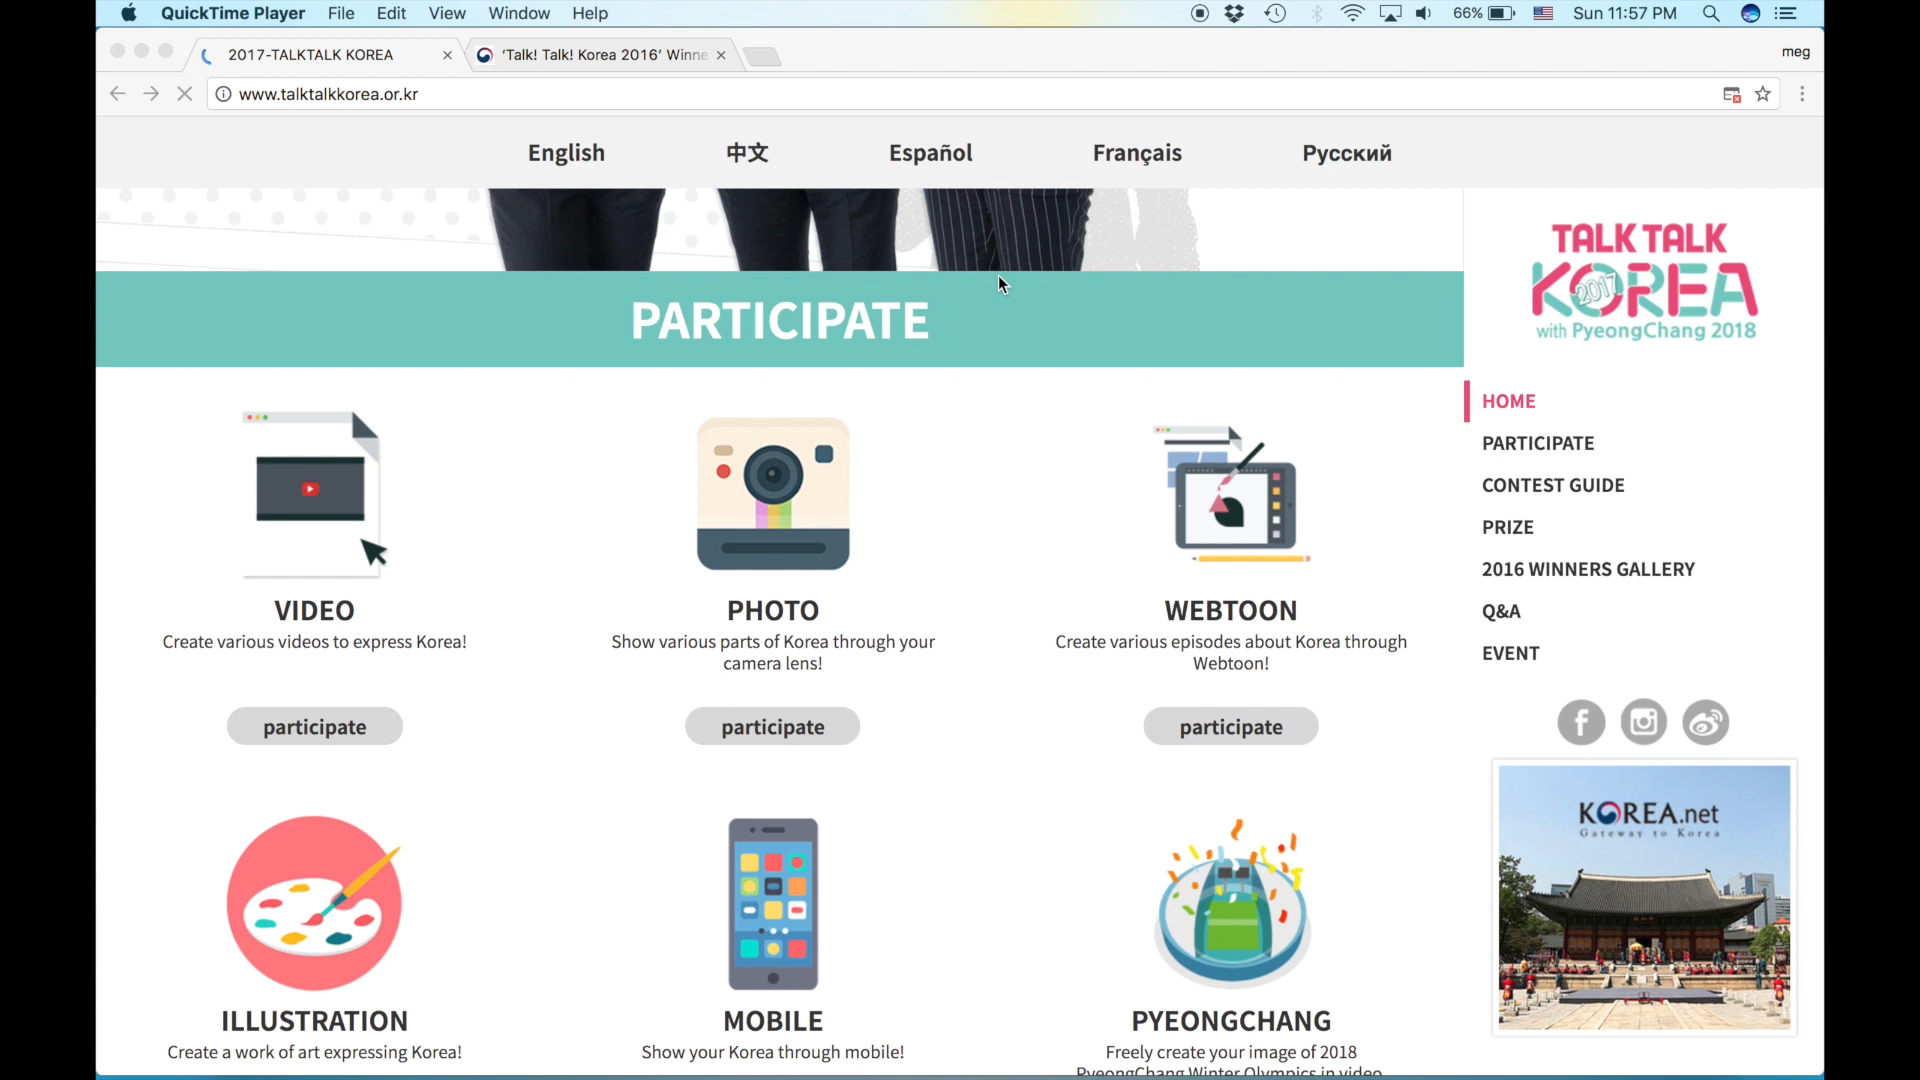 QuickTime Player File Edit View Window Help 66% Sun 11:57 PM
2017-TALKTALK KOREA
'Talk! Talk! Korea 2016' Winne
meg
www.talktalkkorea.or.kr
English 中文 Español Français Русский
PARTICIPATE
VIDEO
Create various videos to express Korea!
participate
PHOTO
Show various parts of Korea through your
camera lens!
participate
WEBTOON
Create various episodes about Korea through
Webtoon!
participate
ILLUSTRATION
Create a work of art expressing Korea!
MOBILE
Show your Korea through mobile!
PYEONGCHANG
Freely create your image of 2018
PyeongChang Winter Olympics in video
TALK TALK
KOREA
2017
with PyeongChang 2018
HOME
PARTICIPATE
CONTEST GUIDE
PRIZE
2016 WINNERS GALLERY
Q&A
EVENT
KOREA.net
Gateway to Korea